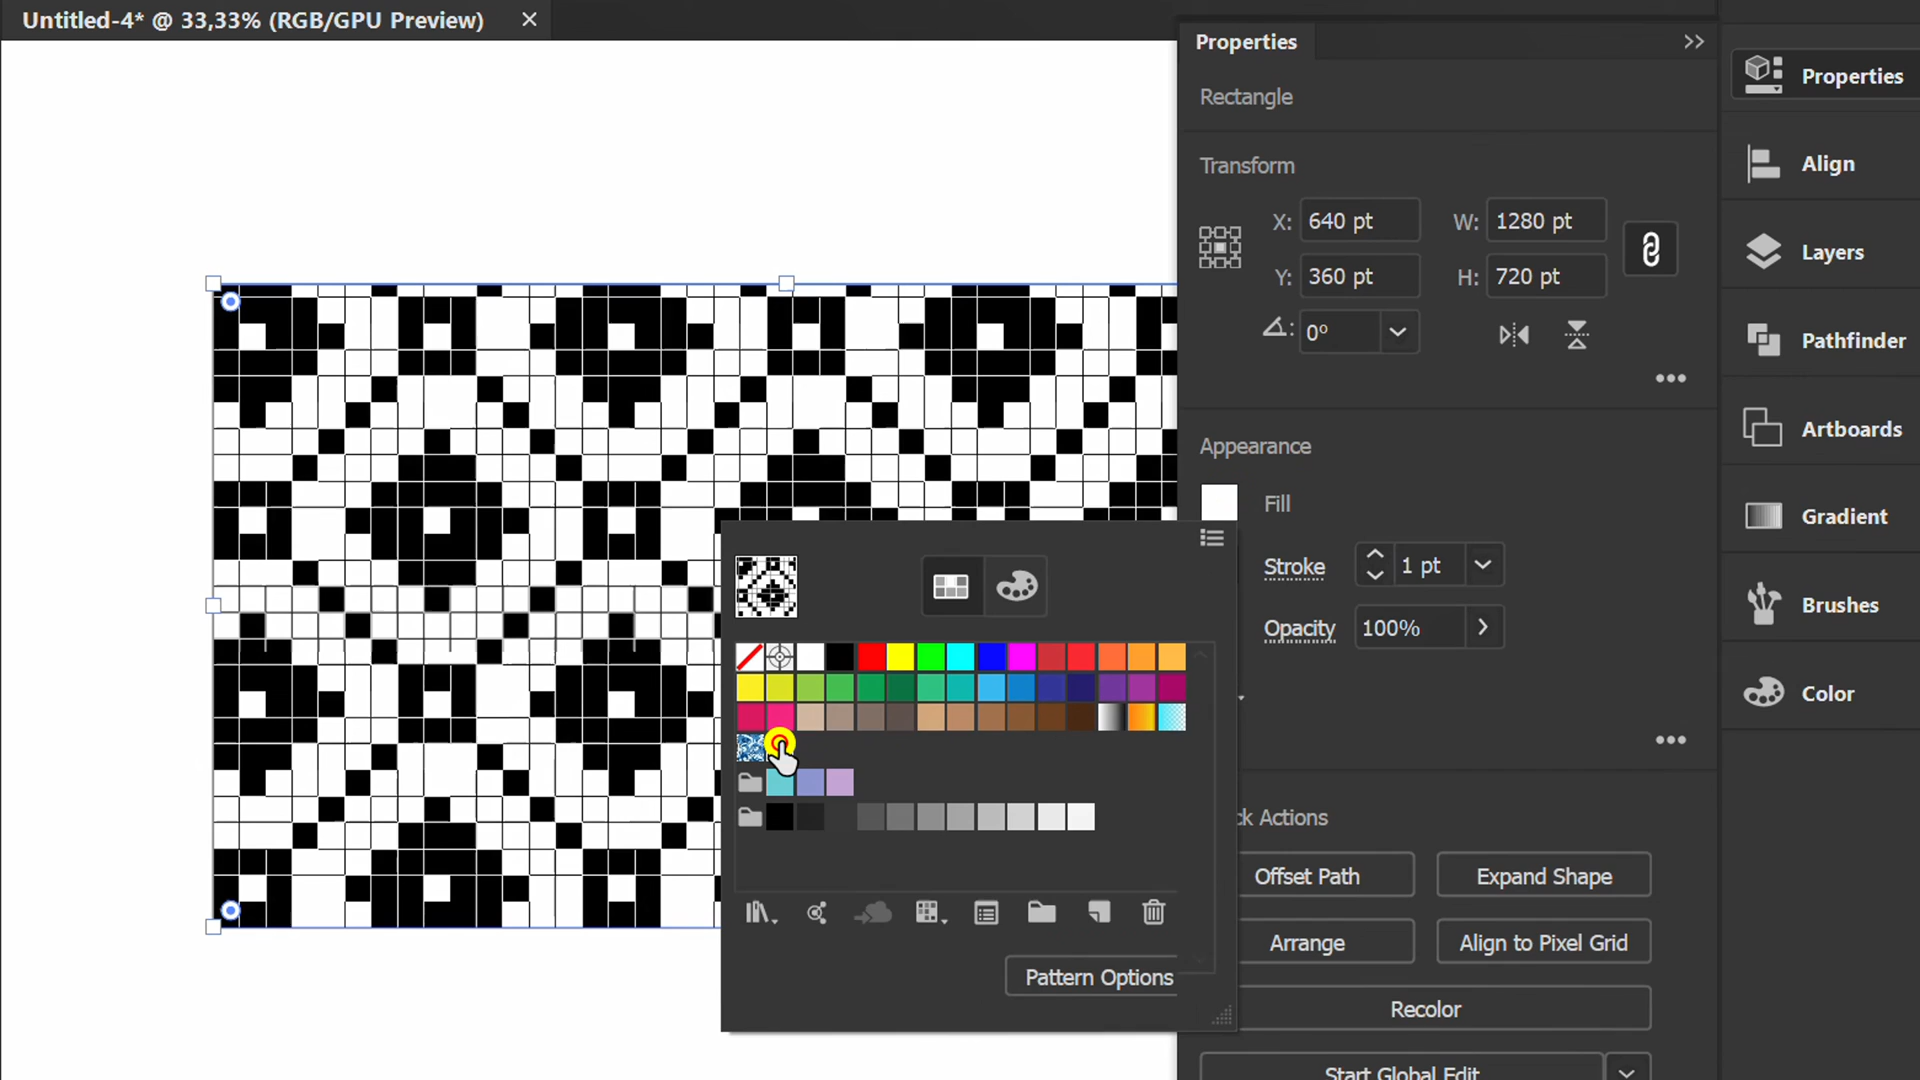 Untitled-4* @ 33,33% (RGB/GPU Preview)
Properties
Rectangle
Transform
X: 640 pt
W: 1280 pt
Y: 360 pt
H: 720 pt
0°
Appearance
Fill
Stroke
1 pt
Opacity
100%
ck Actions
Offset Path
Expand Shape
Arrange
Align to Pixel Grid
Recolor
Start Global Edit
Pattern Options
Properties
Align
Layers
Pathfinder
Artboards
Gradient
Brushes
Color